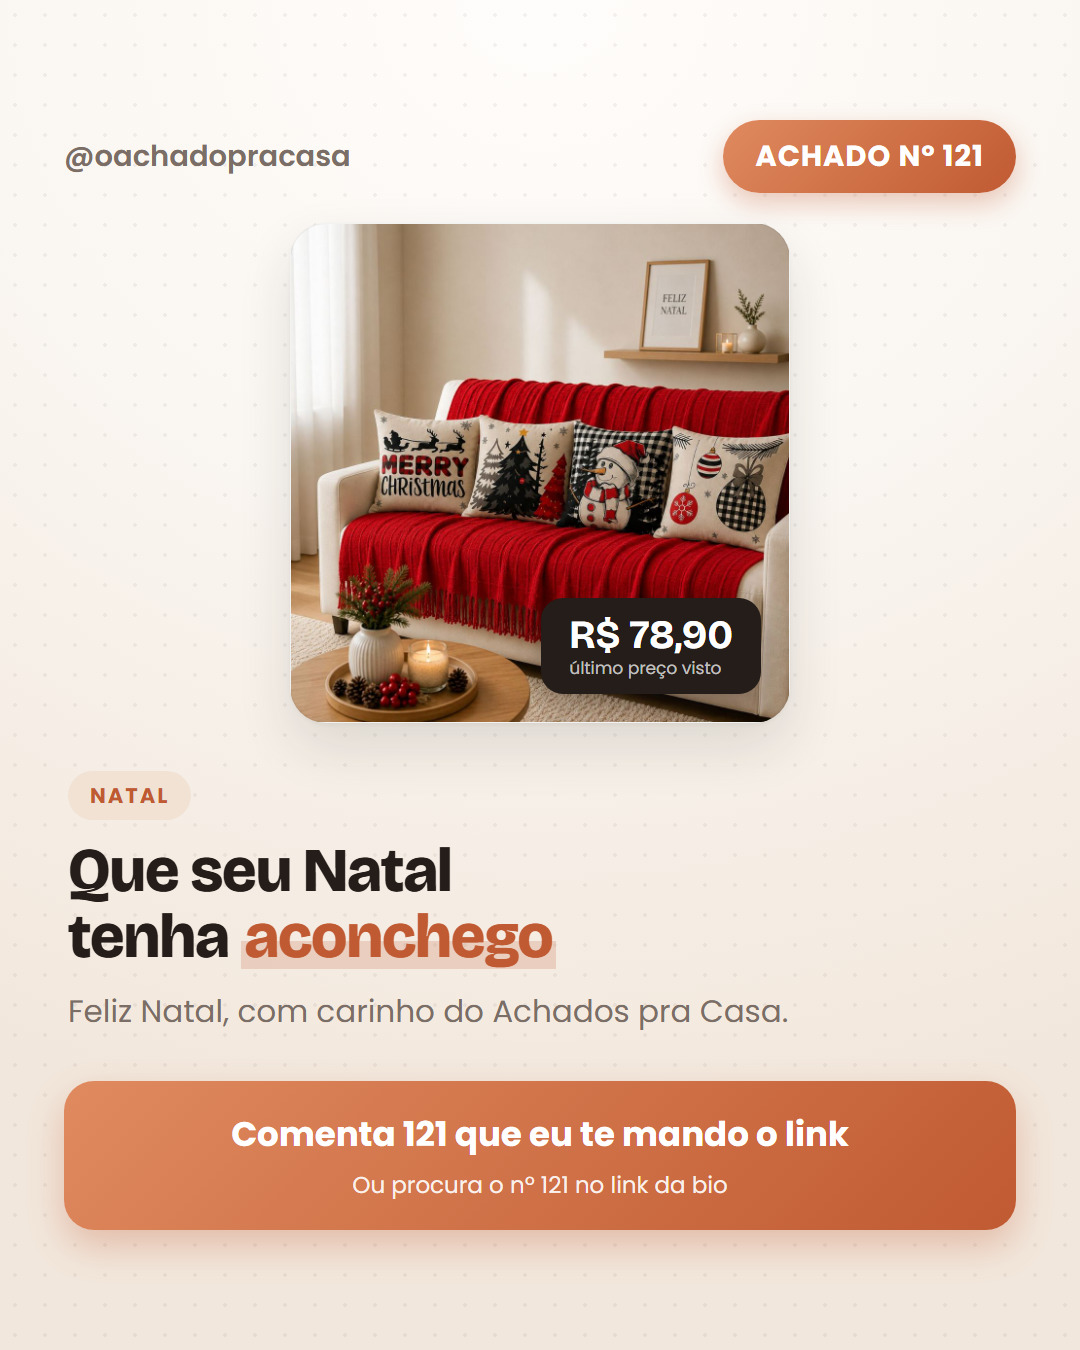 @oachadopracasa
ACHADO Nº 121
FELIZ
NATAL
MERRY
CHRISTMAS
R$ 78,90
último preço visto
NATAL
Que seu Natal
tenha aconchego
Feliz Natal, com carinho do Achados pra Casa.
Comenta 121 que eu te mando o link
Ou procura o nº 121 no link da bio